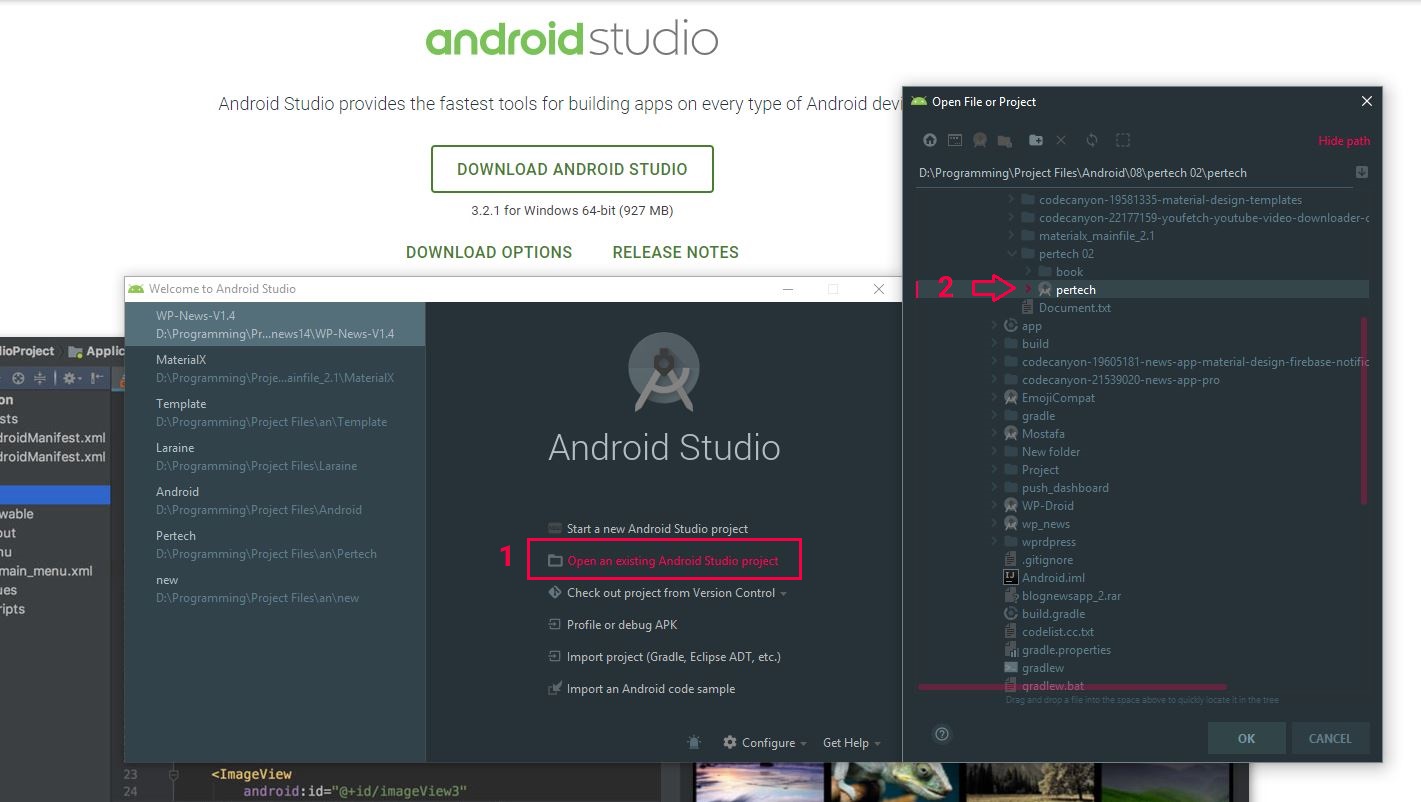 androidstudio
Android Studio provides the fastest tools for building apps on every type of Android
DOWNLOAD ANDROID STUDIO
3.2.1 for Windows 64-bit (927 MB)
DOWNLOAD OPTIONS
RELEASE NOTES
Welcome to Android Studio
WP-News-V1.4
D:\Programming\Pr...news14\WP-News-V1.4
MaterialX
D:\Programming\Proje...ainfile_2.1\MaterialX
Template
D:\Programming\Project Files\an\Template
Laraine
D:\Programming\Project Files\Laraine
Android
D:\Programming\Project Files\Android
Pertech
D:\Programming\Project Files\an\Pertech
new
D:\Programming\Project Files\an\new
Android Studio
Start a new Android Studio project
1
Open an existing Android Studio project
Check out project from Version Control
Profile or debug APK
Import project (Gradle, Eclipse ADT, etc.)
Import an Android code sample
Configure
Get Help
Open File or Project
Hide path
D:\Programming\Project Files\Android\08\pertech 02\pertech
codecanyon-19581335-material-design-templates
codecanyon-22177159-youfetch-youtube-video-downloader-c
materialx_mainfile_2.1
pertech 02
book
2
pertech
Document.txt
app
build
codecanyon-19605181-news-app-material-design-firebase-notific
codecanyon-21539020-news-app-pro
EmojiCompat
gradle
Mostafa
New folder
Project
push_dashboard
WP-Droid
wp_news
wprdpress
.gitignore
Android.iml
blognewsapp_2.rar
build.gradle
codelist.cc.txt
gradle.properties
gradlew
gradlew.bat
Drag and drop a file into the space above to quickly locate it in the tree
OK
CANCEL
ioProject
Applic
on
sts
droidManifest.xml
droidManifest.xml
wable
out
nu
main_menu.xml
ues
ripts
23 <ImageView
24 android:id="@+id/imageView3"